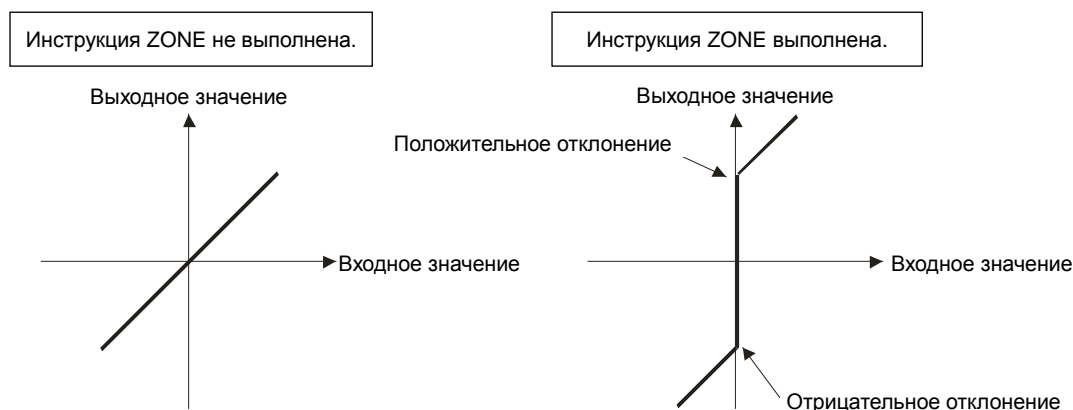 Инструкция ZONE не выполнена.
Инструкция ZONE выполнена.
Выходное значение
Выходное значение
Положительное отклонение
Входное значение
Входное значение
Отрицательное отклонение